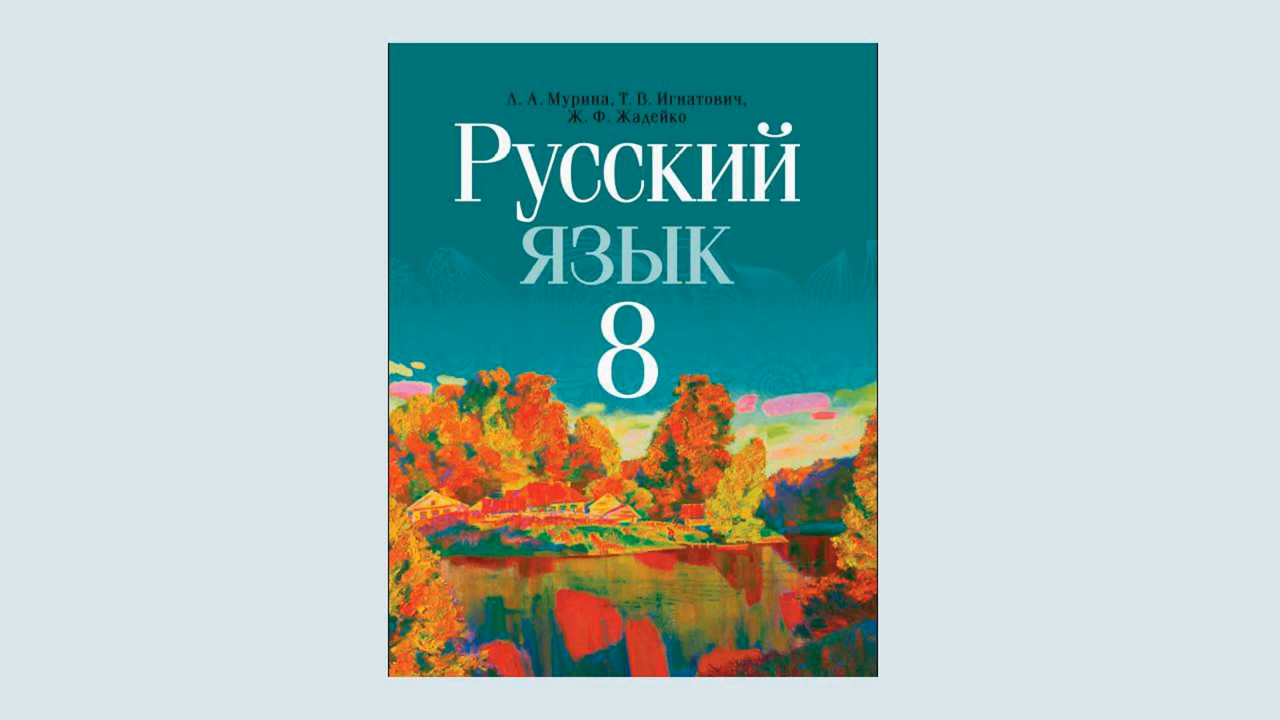 Л. А. Мурина, Т. В. Игнатович,
Ж. Ф. Жадейко
Русский
язык
8